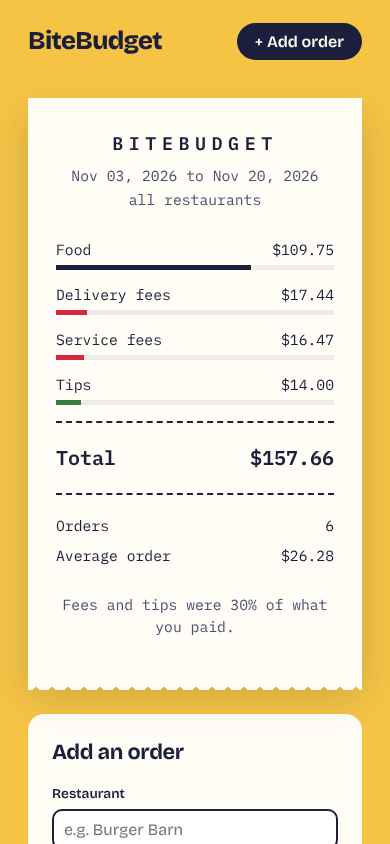 BiteBudget
+ Add order
BITEBUDGET
Nov 03, 2026 to Nov 20, 2026
all restaurants
Food $109.75
Delivery fees $17.44
Service fees $16.47
Tips $14.00
Total $157.66
Orders 6
Average order $26.28
Fees and tips were 30% of what
you paid.
Add an order
Restaurant
e.g. Burger Barn